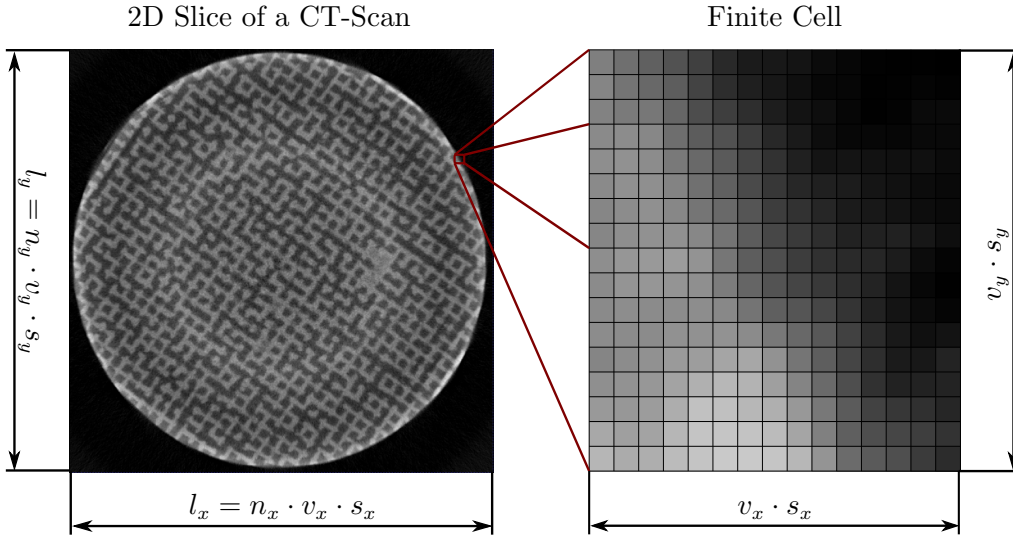 2D Slice of a CT-Scan
Finite Cell
l_y = n_y · v_y · s_y
v_y · s_y
l_x = n_x · v_x · s_x
v_x · s_x